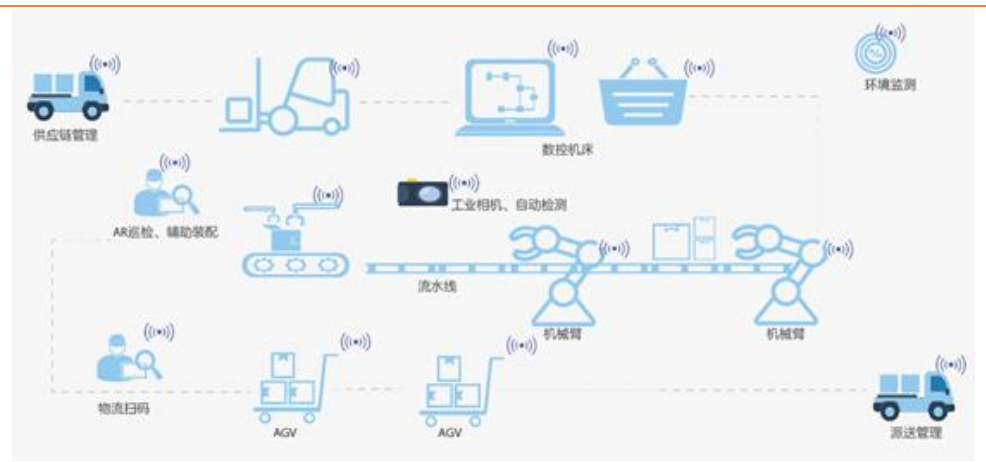 环境监测
供应链管理
数控机床
工业相机、自动检测
AR巡检、辅助装配
流水线
机械臂
机械臂
物流扫码
AGV
AGV
派送管理